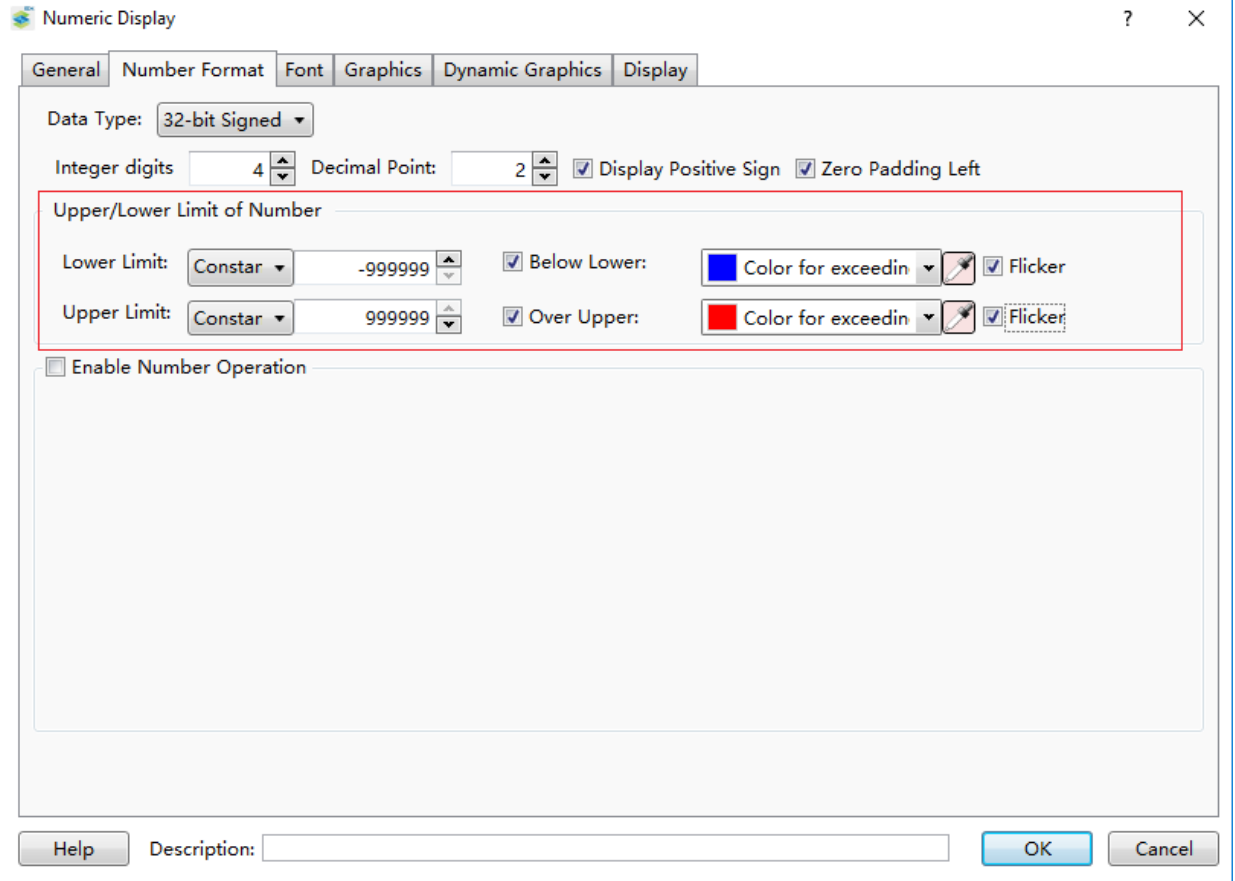 Numeric Display ?
General Number Format Font Graphics Dynamic Graphics Display
Data Type: 32-bit Signed
Integer digits 4 Decimal Point: 2 Display Positive Sign Zero Padding Left
Upper/Lower Limit of Number
Lower Limit: Constar -999999 Below Lower: Color for exceedin Flicker
Upper Limit: Constar 999999 Over Upper: Color for exceedin Flicker
Enable Number Operation
Help Description: OK Cancel